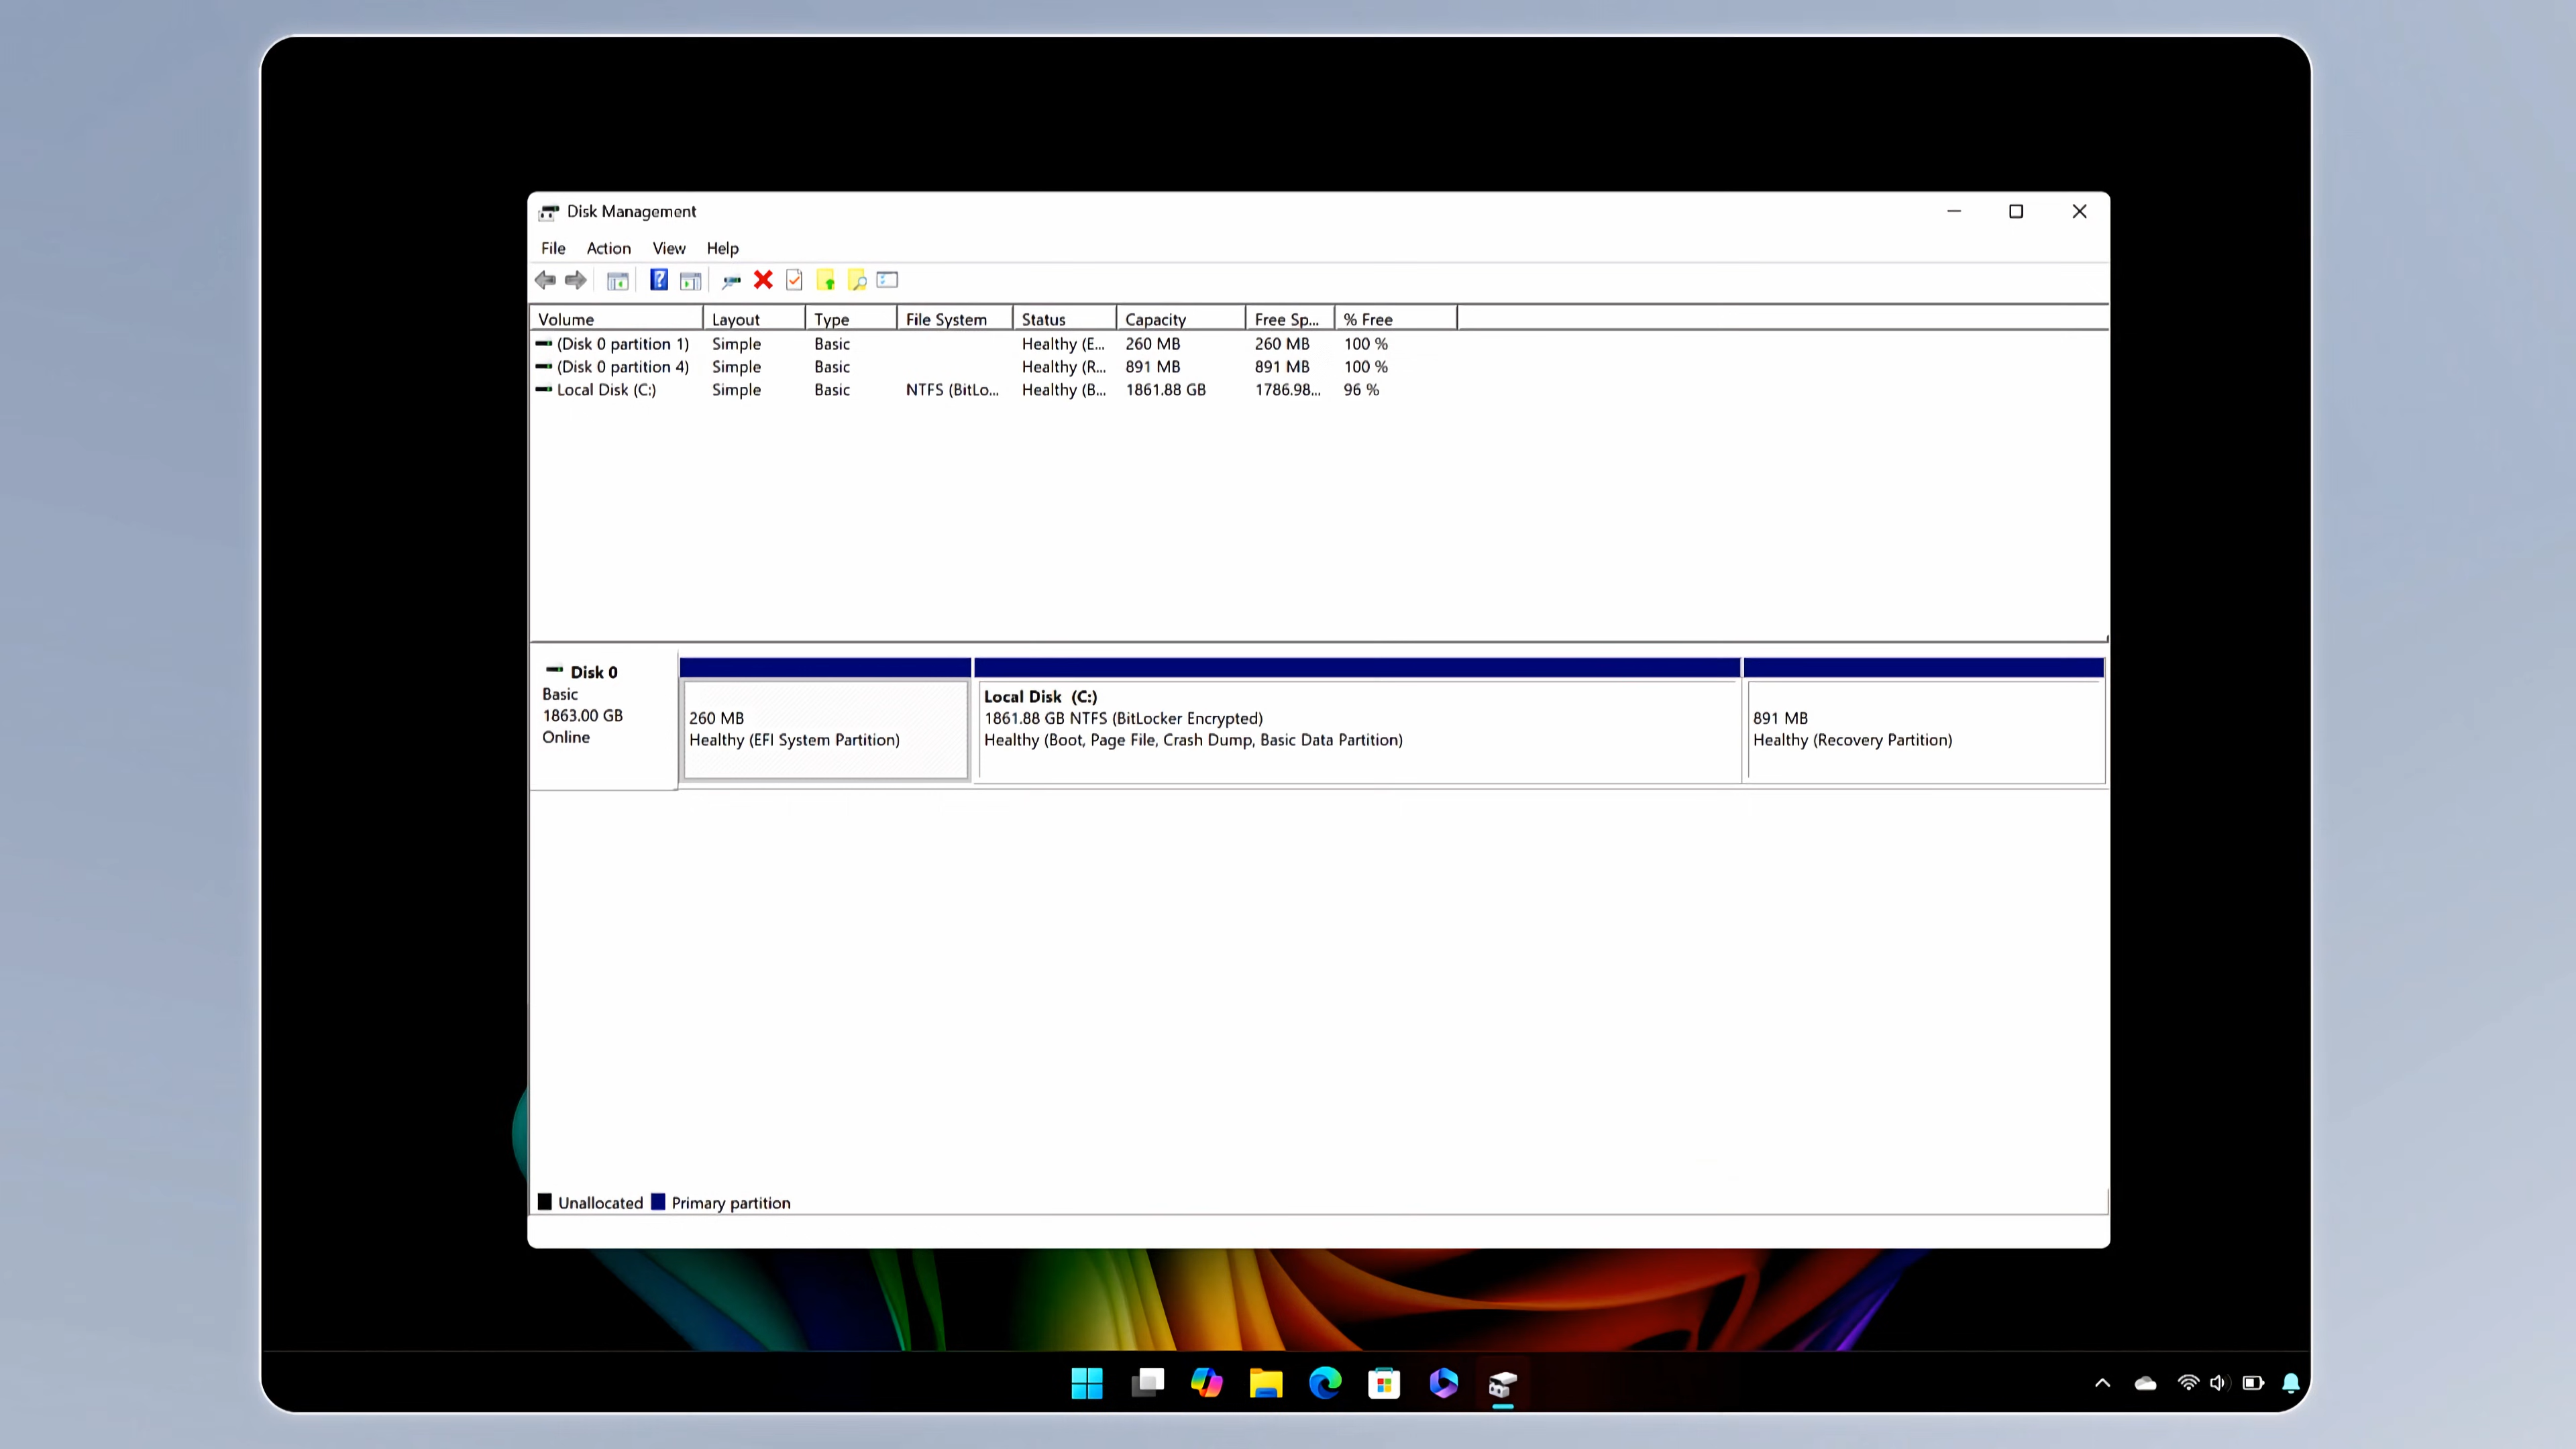 Disk Management
File Action View Help
Volume Layout Type File System Status Capacity Free Sp... % Free
(Disk 0 partition 1) Simple Basic Healthy (E... 260 MB 260 MB 100 %
(Disk 0 partition 4) Simple Basic Healthy (R... 891 MB 891 MB 100 %
Local Disk (C:) Simple Basic NTFS (BitLo... Healthy (B... 1861.88 GB 1786.98... 96 %
Disk 0
Basic
1863.00 GB
Online
260 MB
Healthy (EFI System Partition)
Local Disk (C:)
1861.88 GB NTFS (BitLocker Encrypted)
Healthy (Boot, Page File, Crash Dump, Basic Data Partition)
891 MB
Healthy (Recovery Partition)
Unallocated Primary partition